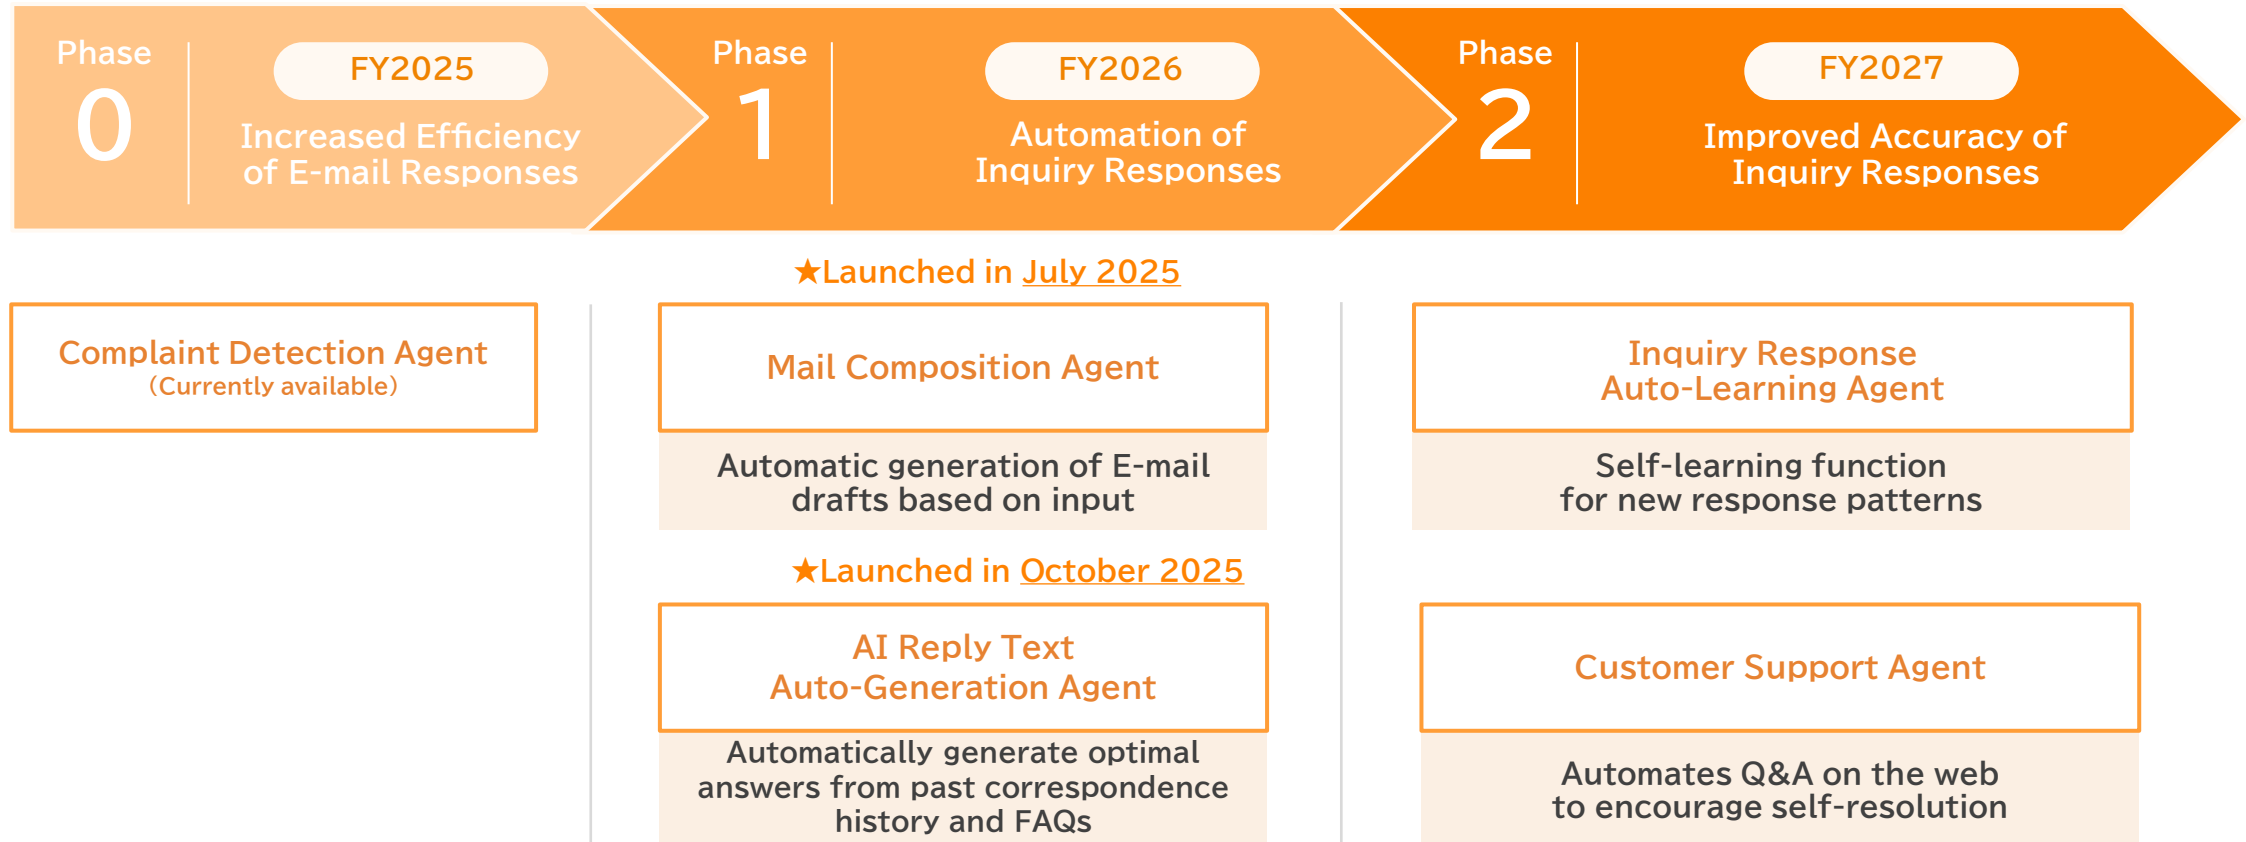 Phase
0
FY2025
Increased Efficiency
of E-mail Responses
Phase
1
FY2026
Automation of
Inquiry Responses
Phase
2
FY2027
Improved Accuracy of
Inquiry Responses
Complaint Detection Agent
(Currently available)
★Launched in July 2025
Mail Composition Agent
Automatic generation of E-mail
drafts based on input
★Launched in October 2025
AI Reply Text
Auto-Generation Agent
Automatically generate optimal
answers from past correspondence
history and FAQs
Inquiry Response
Auto-Learning Agent
Self-learning function
for new response patterns
Customer Support Agent
Automates Q&A on the web
to encourage self-resolution